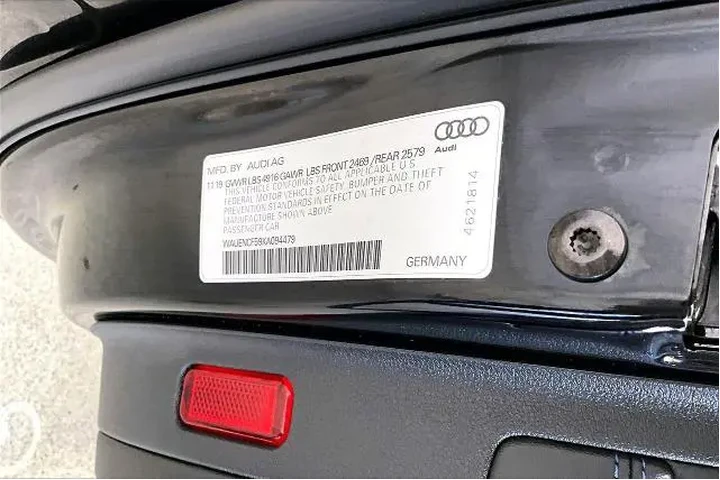 MFD. BY AUDI AG
Audi
11 19 GVWR LBS 4916 GAWR LBS FRONT 2469 / REAR 2579
THIS VEHICLE CONFORMS TO ALL APPLICABLE U.S.
FEDERAL MOTOR VEHICLE SAFETY, BUMPER AND THEFT
PREVENTION STANDARDS IN EFFECT ON THE DATE OF
MANUFACTURE SHOWN ABOVE
PASSENGER CAR
WAUENCF59XA094479
GERMANY
4621814